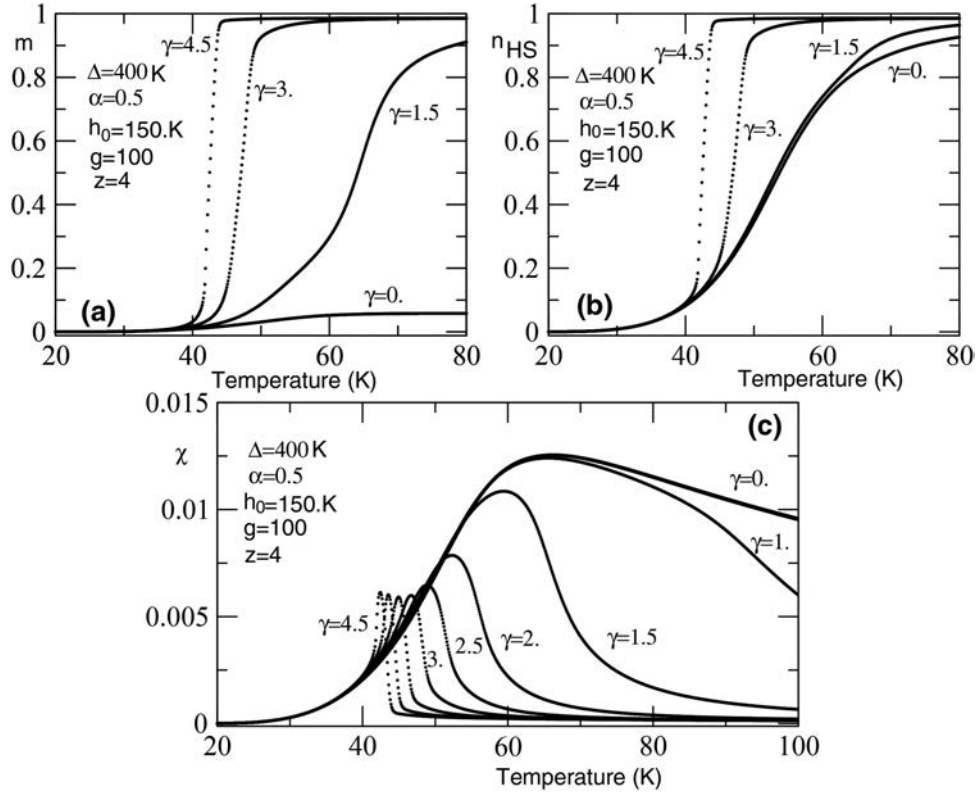 1
m
0.8
0.6
0.4
0.2
0
γ=4.5
Δ=400 K
α=0.5
h0=150.K
g=100
z=4
γ=3.
γ=1.5
γ=0.
(a)
20 40 60 80
Temperature (K)
1
nHS
0.8
0.6
0.4
0.2
0
γ=4.5
γ=1.5
γ=0.
Δ=400 K
α=0.5
h0=150.K
g=100
z=4
γ=3.
γ=0.
(b)
20 40 60 80
Temperature (K)
0.015
χ
0.01
0.005
0
(c)
Δ=400 K
α=0.5
h0=150.K
g=100
z=4
γ=0.
γ=1.
γ=4.5
3.
2.5
γ=2.
γ=1.5
20 40 60 80 100
Temperature (K)